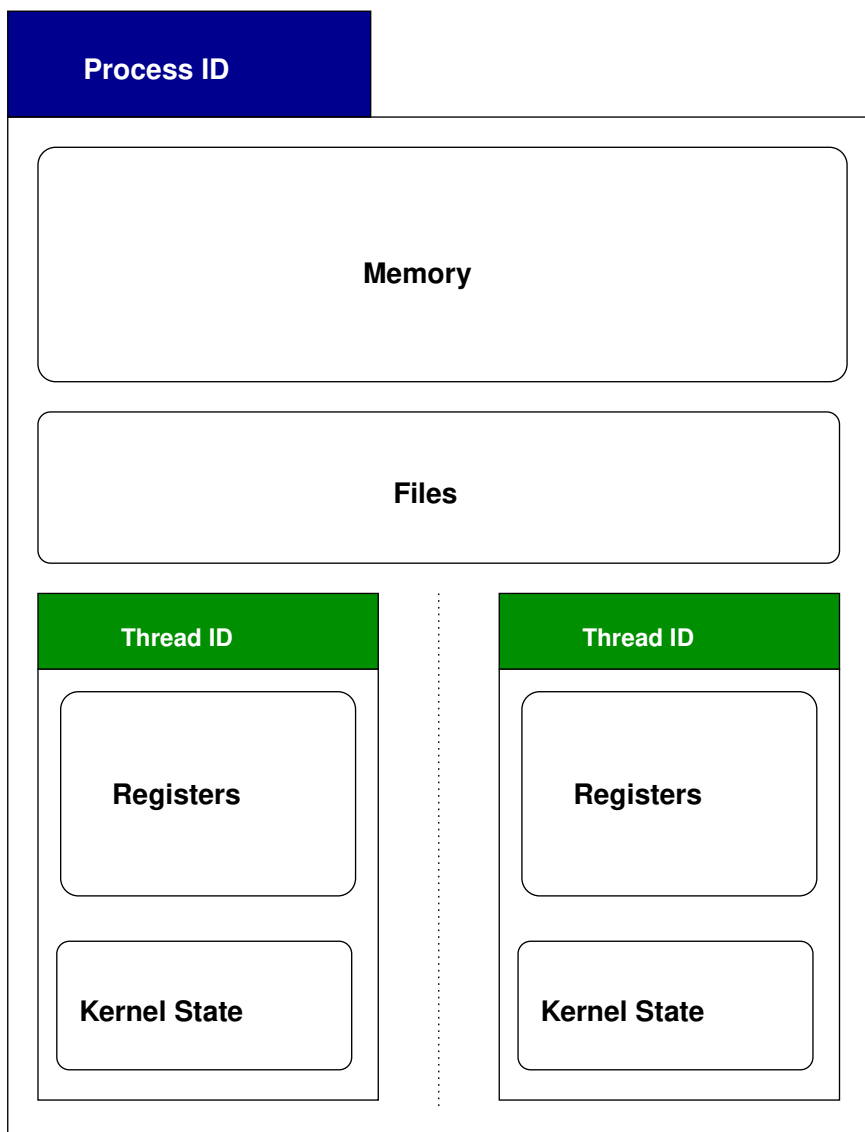 Process ID
Memory
Files
Thread ID
Thread ID
Registers
Registers
Kernel State
Kernel State